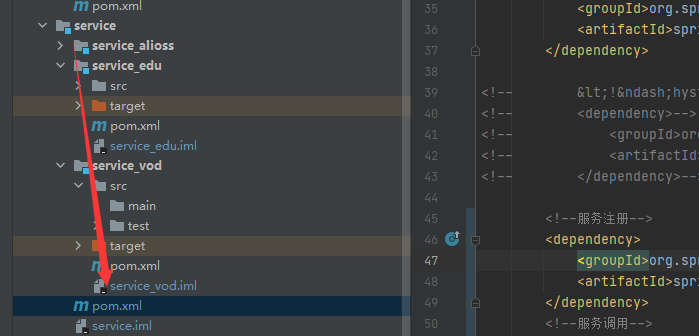 pom.xml
service
service_alioss
service_edu
src
target
pom.xml
service_edu.iml
service_vod
src
main
test
target
pom.xml
service_vod.iml
pom.xml
service.iml
35 <groupId>org.spr
36 <artifactId>spri
37 </dependency>
38
39 <!-- &lt;!&ndash;hyst
40 <!-- <dependency>-->
41 <!-- <groupId>or
42 <!-- <artifactId
43 <!-- </dependency>-->
44
45 <!--服务注册-->
46 <dependency>
47 <groupId>org.spr
48 <artifactId>spri
49 </dependency>
50 <!--服务调用-->